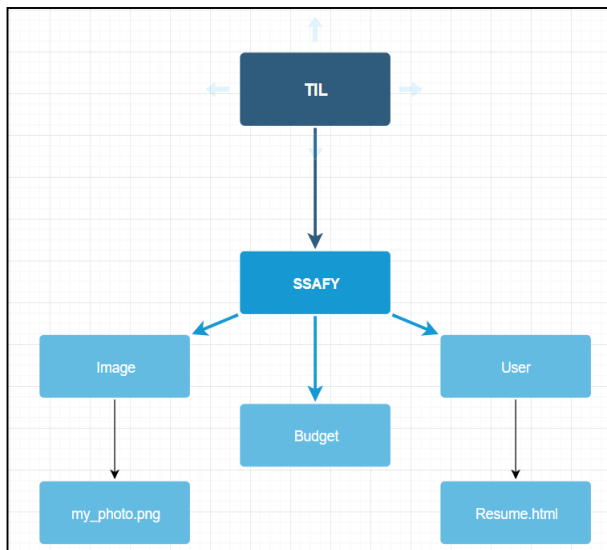 TIL
SSAFY
Image
User
Budget
my_photo.png
Resume.html